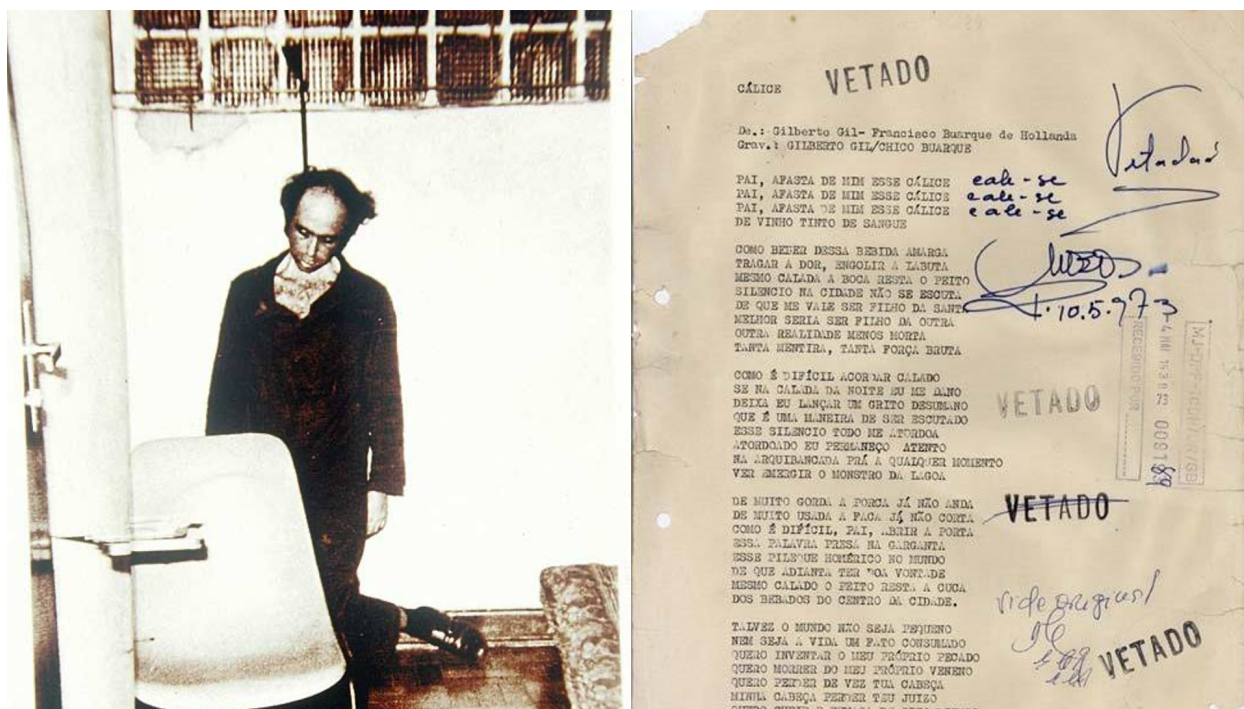 CÁLICE
VETADO
De.: Gilberto Gil- Francisco Buarque de Hollanda
Grav.: GILBERTO GIL/CHICO BUARQUE
Vetado
PAI, AFASTA DE MIM ESSE CÁLICE cale-se
PAI, AFASTA DE MIM ESSE CÁLICE cale-se
PAI, AFASTA DE MIM ESSE CÁLICE cale-se
DE VINHO TINTO DE SANGUE
COMO BEBER DESSA BEBIDA AMARGA
TRAGAR A DOR, ENGOLIR A LABUTA
MESMO CALADA A BOCA RESTA O PEITO
SILENCIO NA CIDADE NÃO SE ESCUTA
DE QUE ME VALE SER FILHO DA SANTA
MELHOR SERIA SER FILHO DA OUTRA
OUTRA REALIDADE MENOS MORTA
TANTA MENTIRA, TANTA FORÇA BRUTA
10.5.973
RECEBIDO POR
009189
COMO É DIFÍCIL ACORDAR CALADO
SE NA CALADA DA NOITE EU ME DANO
DEIXA EU LANÇAR UM GRITO DESUMANO
QUE É UMA MANEIRA DE SER ESCUTADO
ESSE SILENCIO TODO ME ATORDOA
ATORDOADO EU PERMANEÇO ATENTO
NA ARQUIBANCADA PRÁ A QUALQUER MOMENTO
VER EMERGIR O MONSTRO DA LAGOA
VETADO
DE MUITO GORDA A PORCA JÁ NÃO ANDA
DE MUITO USADA A FACA JÁ NÃO CORTA
COMO É DIFÍCIL, PAI, ABRIR A PORTA
ESSA PALAVRA PRESA NA GARGANTA
ESSE PILEQUE HOMÉRICO NO MUNDO
DE QUE ADIANTA TER BOA VONTADE
MESMO CALADO O PEITO RESTA A CUCA
DOS BEBADOS DO CENTRO DA CIDADE.
VETADO
TALVEZ O MUNDO NÃO SEJA PEQUENO
NEM SEJA A VIDA UM FATO CONSUMADO
QUERO INVENTAR O MEU PRÓPRIO PECADO
QUERO MORRER DO MEU PRÓPRIO VENENO
QUERO PERDER DE VEZ TUA CABEÇA
MINHA CABEÇA PERDER TEU JUIZO
vide original
VETADO